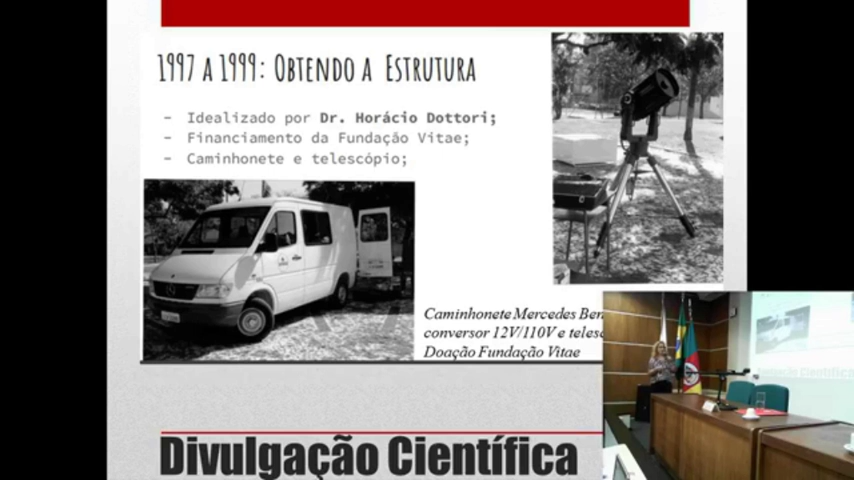 1997 A 1999: OBTENDO A ESTRUTURA
- Idealizado por Dr. Horácio Dottori;
- Financiamento da Fundação Vitae;
- Caminhonete e telescópio;
Caminhonete Mercedes Ben
conversor 12V/110V e telesc
Doação Fundação Vitae
Divulgação Científica